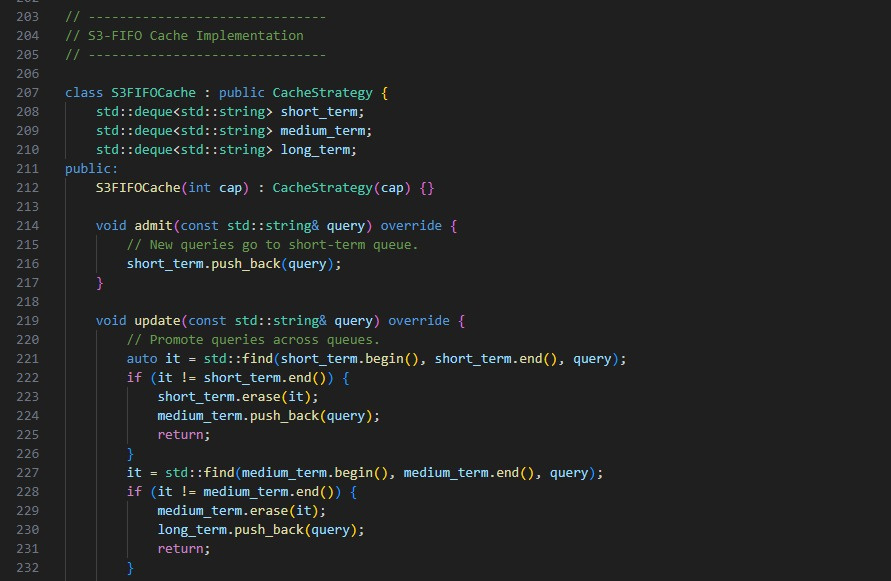 203 // -------------------------------
204 // S3-FIFO Cache Implementation
205 // -------------------------------
206
207 class S3FIFOCache : public CacheStrategy {
208     std::deque<std::string> short_term;
209     std::deque<std::string> medium_term;
210     std::deque<std::string> long_term;
211 public:
212     S3FIFOCache(int cap) : CacheStrategy(cap) {}
213
214     void admit(const std::string& query) override {
215         // New queries go to short-term queue.
216         short_term.push_back(query);
217     }
218
219     void update(const std::string& query) override {
220         // Promote queries across queues.
221         auto it = std::find(short_term.begin(), short_term.end(), query);
222         if (it != short_term.end()) {
223             short_term.erase(it);
224             medium_term.push_back(query);
225             return;
226         }
227         it = std::find(medium_term.begin(), medium_term.end(), query);
228         if (it != medium_term.end()) {
229             medium_term.erase(it);
230             long_term.push_back(query);
231             return;
232         }